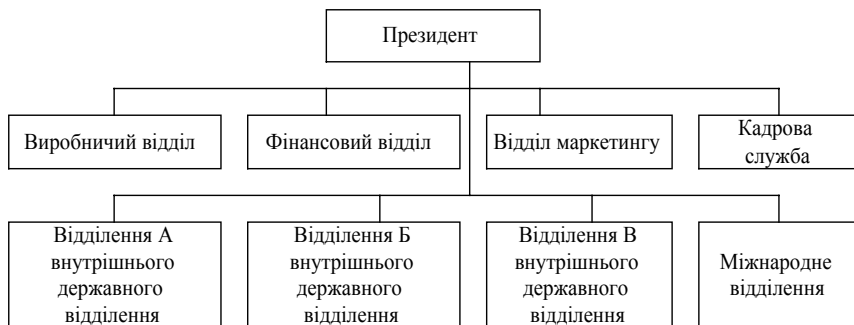 Президент
Виробничий відділ
Фінансовий відділ
Відділ маркетингу
Кадрова
служба
Відділення А
внутрішнього
державного
відділення
Відділення Б
внутрішнього
державного
відділення
Відділення В
внутрішнього
державного
відділення
Міжнародне
відділення